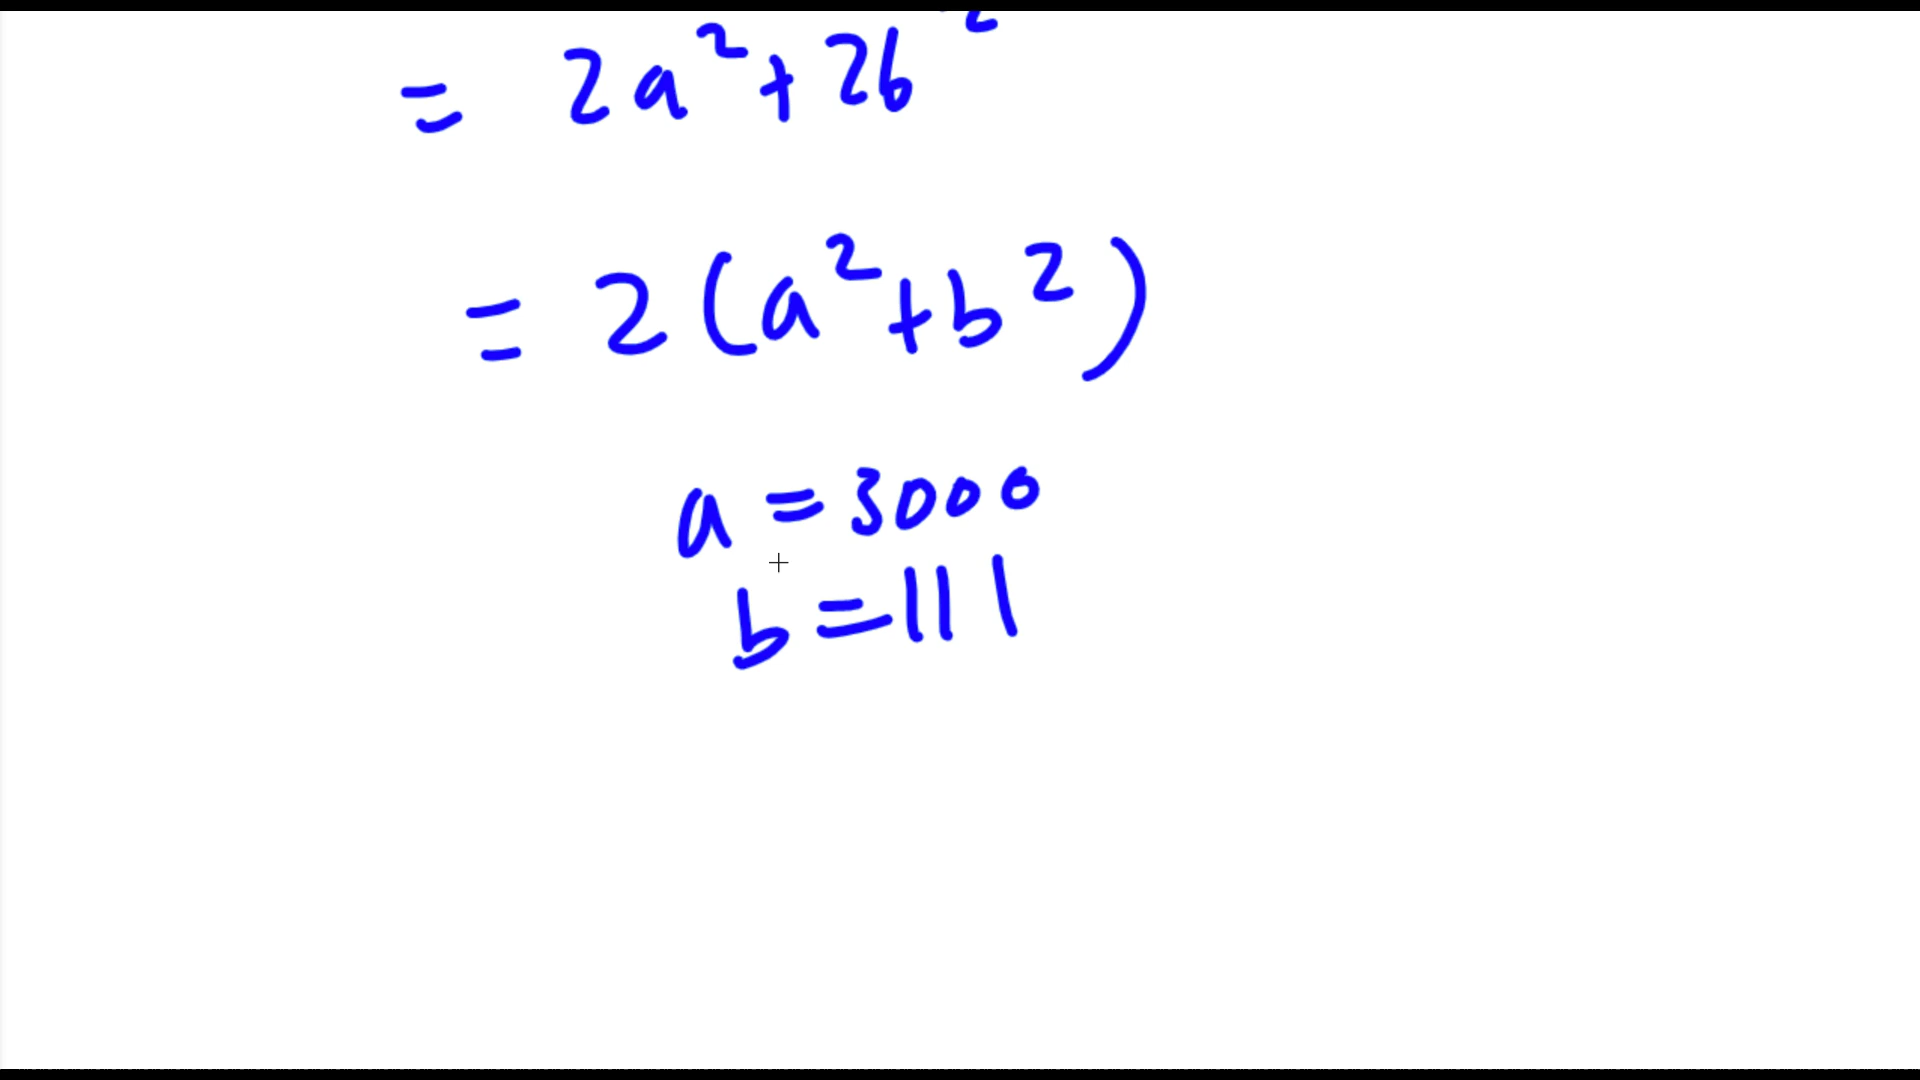 = 2a² + 2b²
= 2(a² + b²)
a = 3000
b = 111